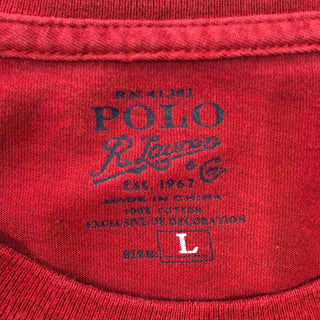 RN 41381
POLO
R. Lauren
& Co.
EST. 1967
MADE IN CHINA
100% COTTON
EXCLUSIVE OF DECORATION
SIZE: L